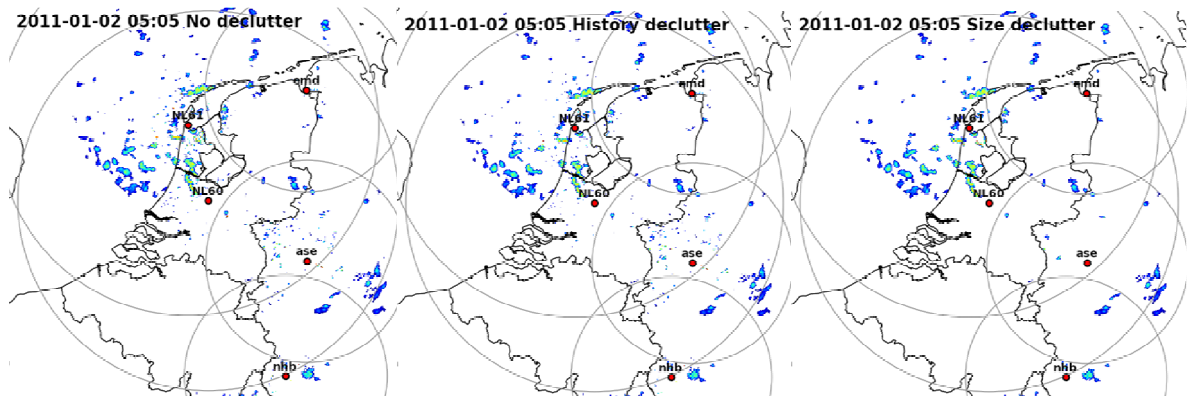 2011-01-02 05:05 No declutter
emd
NL61
NL60
ase
nhb
2011-01-02 05:05 History declutter
emd
NL61
NL60
ase
nhb
2011-01-02 05:05 Size declutter
emd
NL61
NL60
ase
nhb